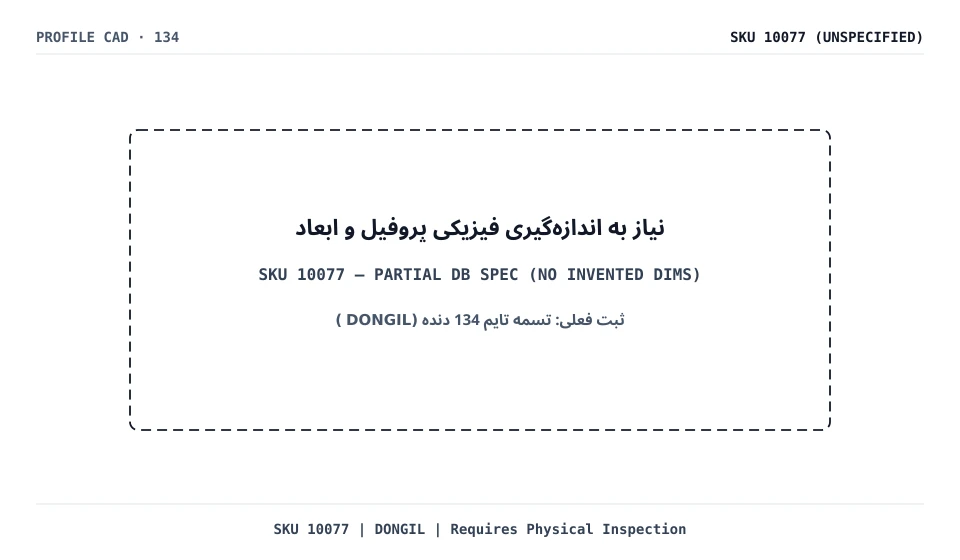 PROFILE CAD · 134
SKU 10077 (UNSPECIFIED)
نیاز به اندازه‌گیری فیزیکی پروفیل و ابعاد
SKU 10077 — PARTIAL DB SPEC (NO INVENTED DIMS)
ثبت فعلی: تسمه تایم 134 دنده (DONGIL )
SKU 10077 | DONGIL | Requires Physical Inspection